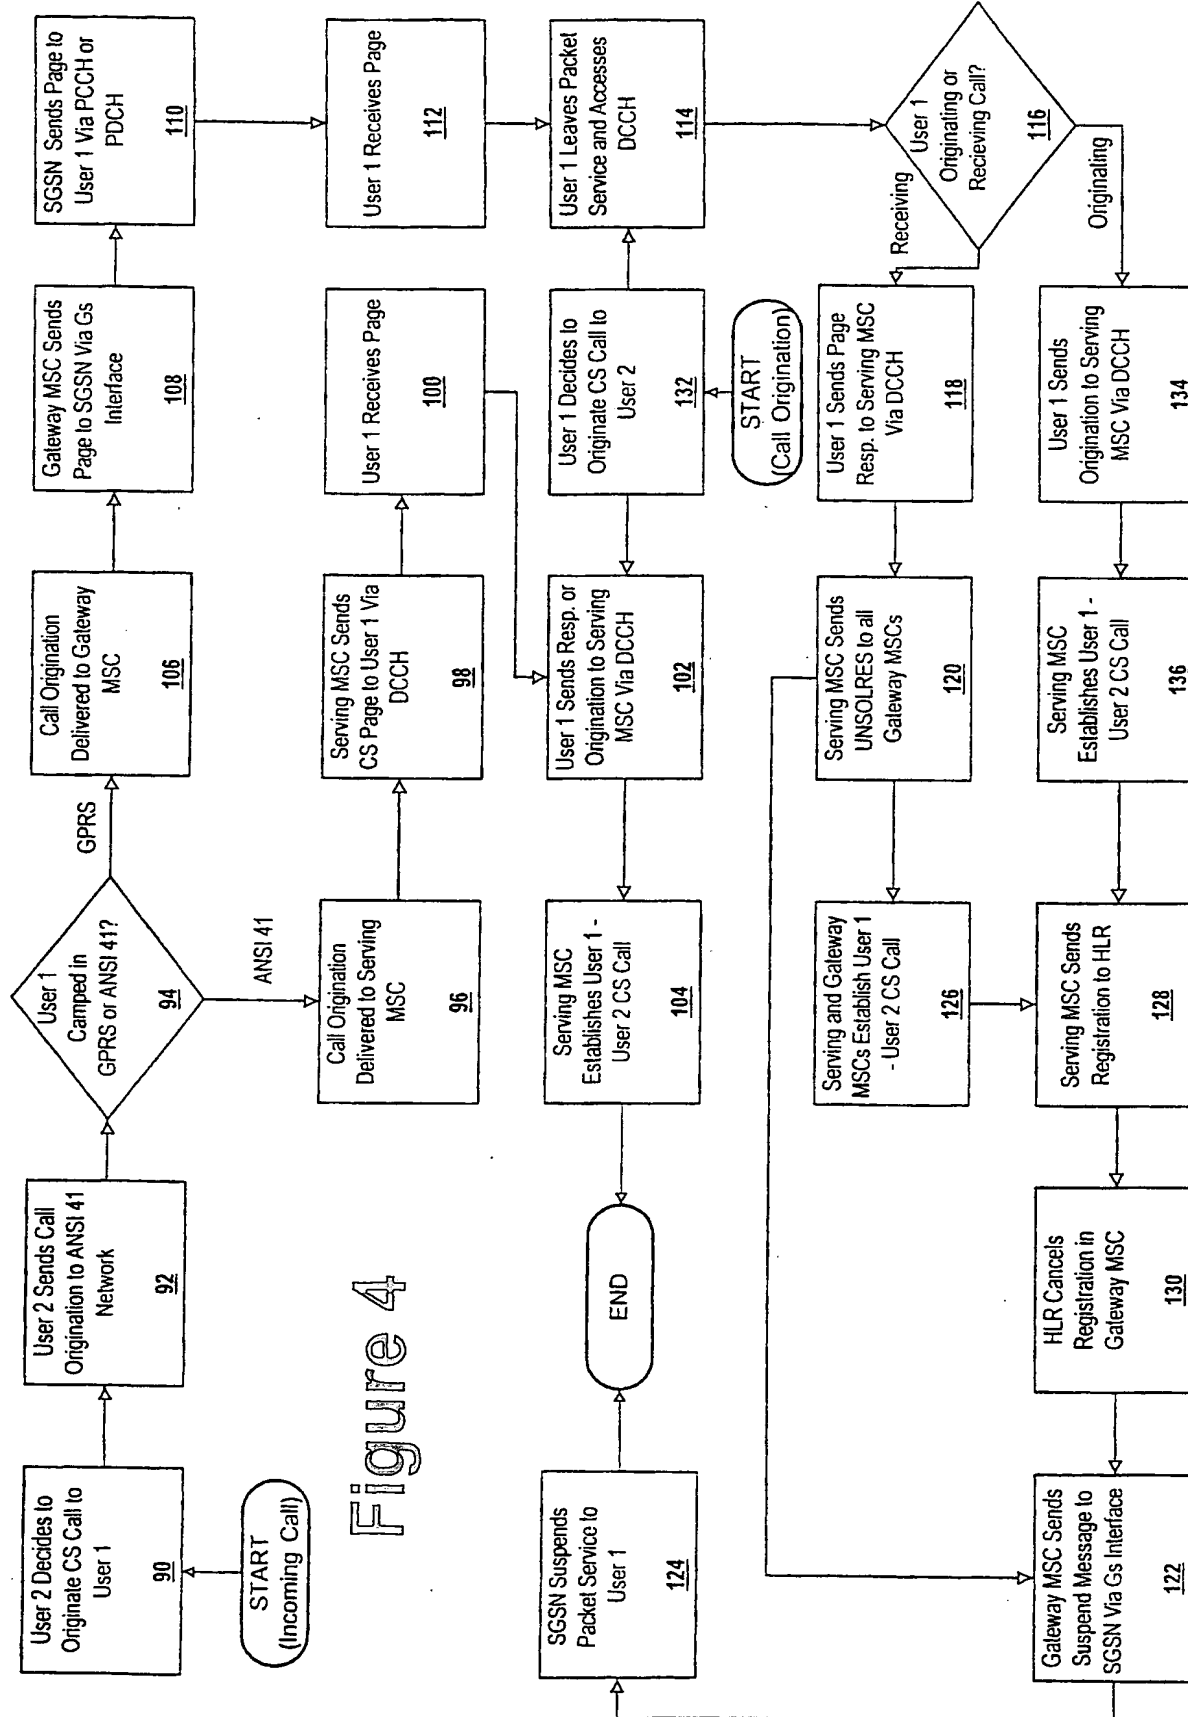 User 2 Decides to
Originate CS Call to
User 1
90
START
(Incoming Call)
User 2 Sends Call
Origination to ANSI 41
Network
92
User 1
Camped in
GPRS or ANSI 41?
94
GPRS
ANSI 41
Call Origination
Delivered to Gateway
MSC
106
Gateway MSC Sends
Page to SGSN Via Gs
Interface
108
SGSN Sends Page to
User 1 Via PCCH or
PDCH
110
Call Origination
Delivered to Serving
MSC
96
Serving MSC Sends
CS Page to User 1 Via
DCCH
98
User 1 Receives Page
100
User 1 Receives Page
112
Figure 4
SGSN Suspends
Packet Service to
User 1
124
END
Serving MSC
Establishes User 1 -
User 2 CS Call
104
User 1 Sends Resp. or
Origination to Serving
MSC Via DCCH
102
User 1 Decides to
Originate CS Call to
User 2
132
User 1 Leaves Packet
Service and Accesses
DCCH
114
START
(Call Origination)
Serving and Gateway
MSCs Establish User 1
- User 2 CS Call
126
Serving MSC Sends
UNSOLRES to all
Gateway MSCs
120
User 1 Sends Page
Resp. to Serving MSC
Via DCCH
118
Receiving
User 1
Originating or
Recieving Call?
116
Originating
Gateway MSC Sends
Suspend Message to
SGSN Via Gs Interface
122
HLR Cancels
Registration in
Gateway MSC
130
Serving MSC Sends
Registration to HLR
128
Serving MSC
Establishes User 1 -
User 2 CS Call
136
User 1 Sends
Origination to Serving
MSC Via DCCH
134